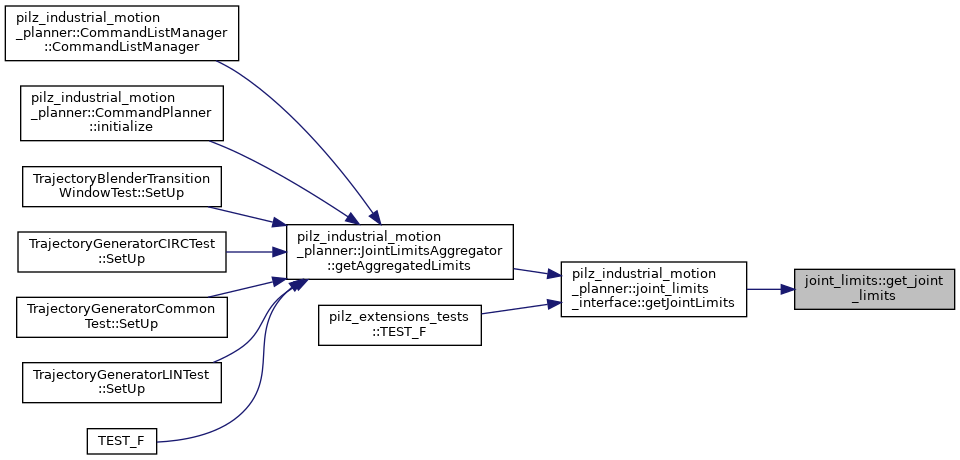 pilz_industrial_motion
_planner::CommandListManager
::CommandListManager
pilz_industrial_motion
_planner::CommandPlanner
::initialize
TrajectoryBlenderTransition
WindowTest::SetUp
TrajectoryGeneratorCIRCTest
::SetUp
TrajectoryGeneratorCommon
Test::SetUp
TrajectoryGeneratorLINTest
::SetUp
TEST_F
pilz_industrial_motion
_planner::JointLimitsAggregator
::getAggregatedLimits
pilz_extensions_tests
::TEST_F
pilz_industrial_motion
_planner::joint_limits
_interface::getJointLimits
joint_limits::get_joint
_limits